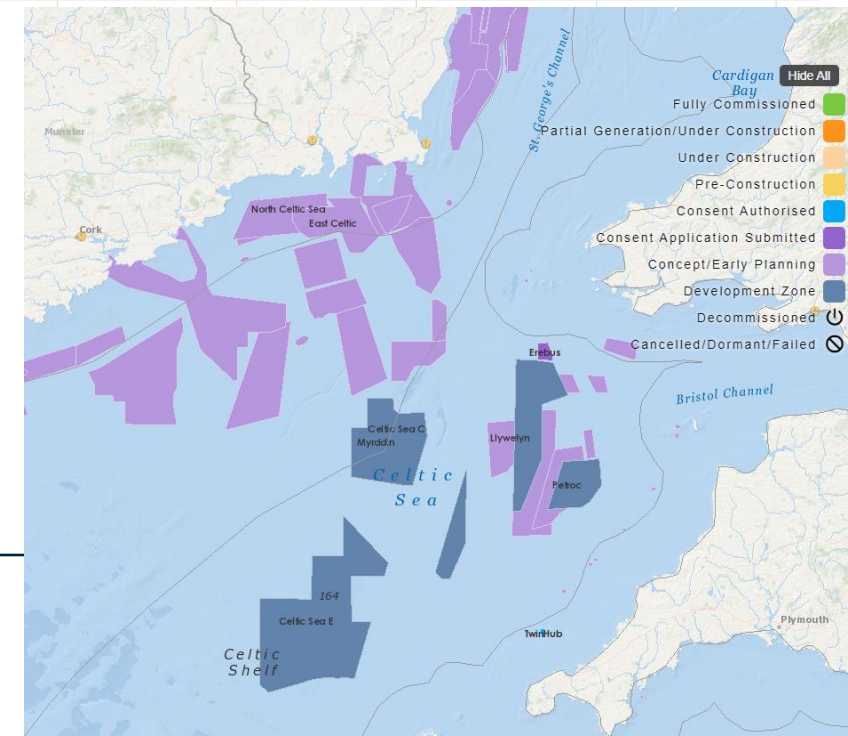 St. George's Channel
Cardigan
Bay
Hide All
Fully Commissioned
Partial Generation/Under Construction
Under Construction
Pre-Construction
Consent Authorised
Consent Application Submitted
Concept/Early Planning
Development Zone
Decommissioned
Cancelled/Dormant/Failed
Munster
Cork
North Celtic Sea
East Celtic
Erebus
Bristol Channel
Celtic Sea C
Myrddin
Llywelyn
Celtic
Sea
Petroc
164
Celtic Sea E
Celtic
Shelf
TwinHub
Plymouth